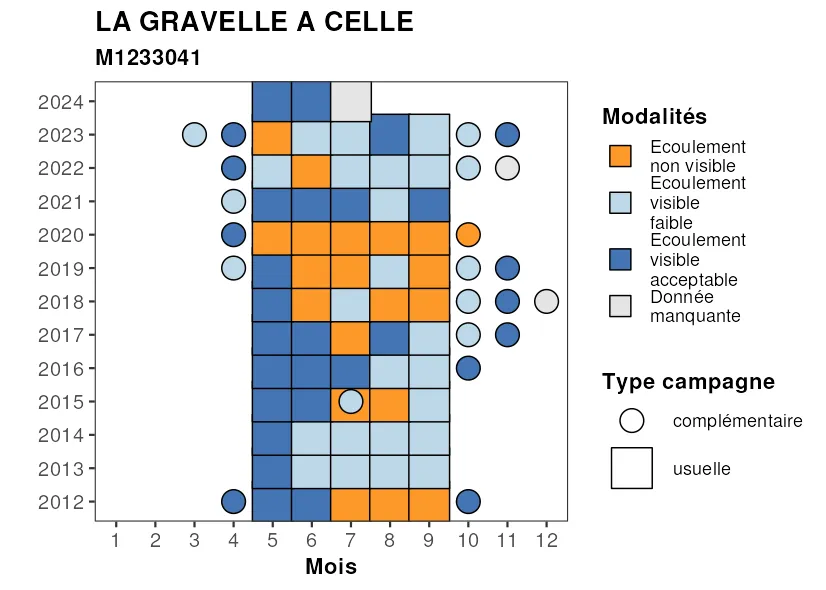 LA GRAVELLE A CELLE
M1233041
2024
2023
2022
2021
2020
2019
2018
2017
2016
2015
2014
2013
2012
1 2 3 4 5 6 7 8 9 10 11 12
Mois
Modalités
Ecoulement
non visible
Ecoulement
visible
faible
Ecoulement
visible
acceptable
Donnée
manquante
Type campagne
complémentaire
usuelle